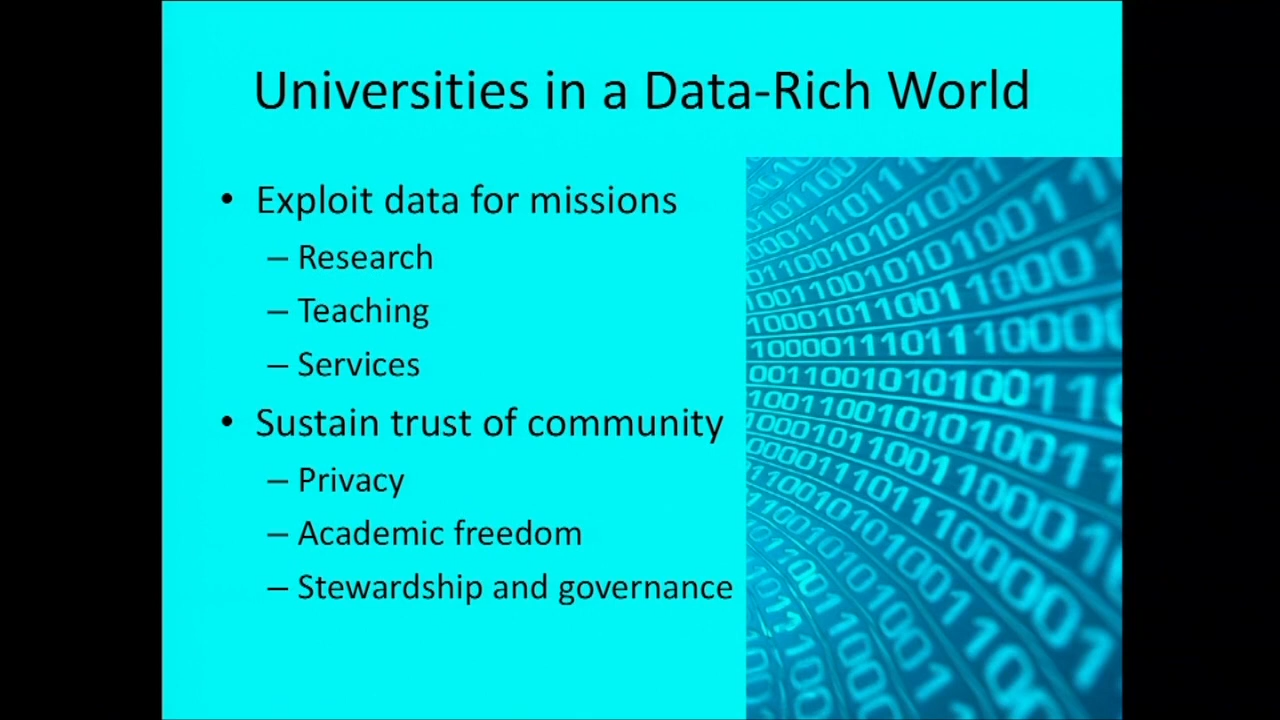 Universities in a Data-Rich World
• Exploit data for missions
– Research
– Teaching
– Services
• Sustain trust of community
– Privacy
– Academic freedom
– Stewardship and governance